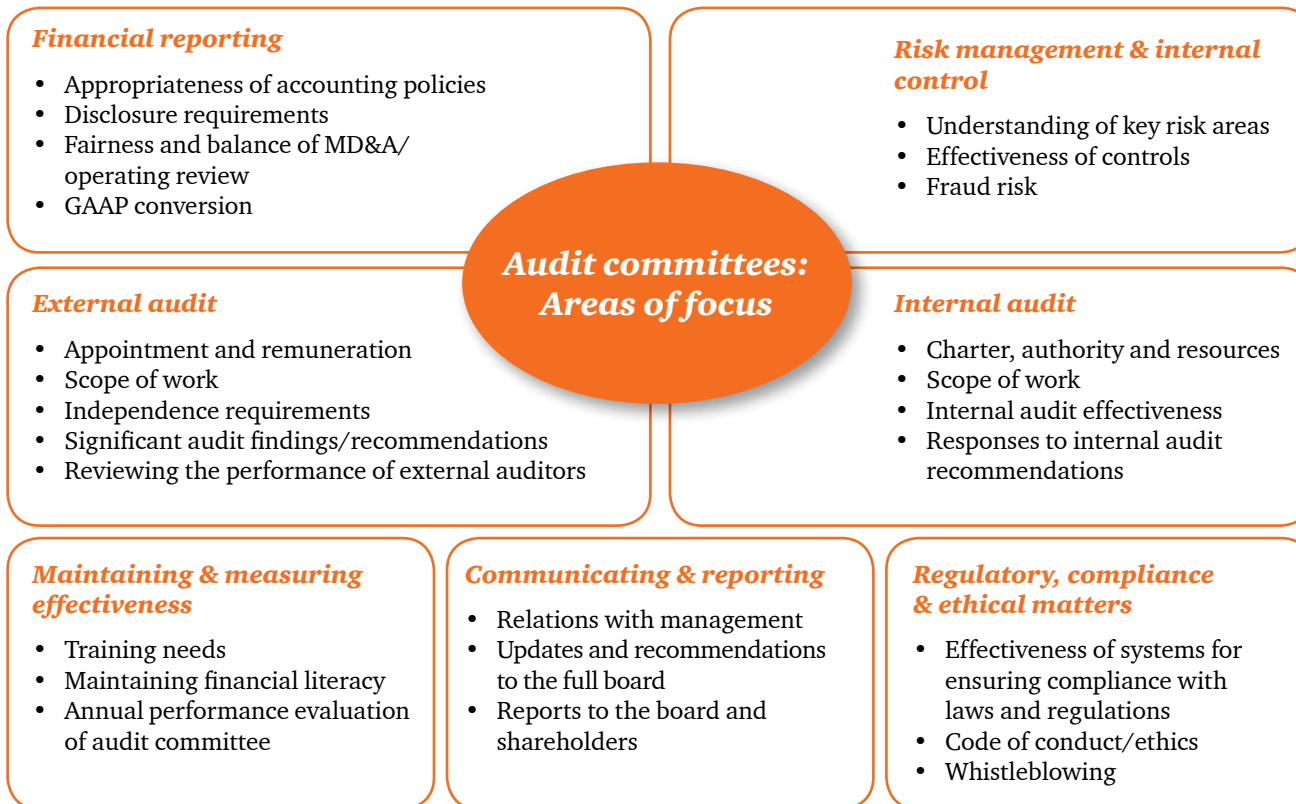 Financial reporting
• Appropriateness of accounting policies
• Disclosure requirements
• Fairness and balance of MD&A/
operating review
• GAAP conversion
Risk management & internal
control
• Understanding of key risk areas
• Effectiveness of controls
• Fraud risk
Audit committees:
Areas of focus
External audit
• Appointment and remuneration
• Scope of work
• Independence requirements
• Significant audit findings/recommendations
• Reviewing the performance of external auditors
Internal audit
• Charter, authority and resources
• Scope of work
• Internal audit effectiveness
• Responses to internal audit
recommendations
Maintaining & measuring
effectiveness
• Training needs
• Maintaining financial literacy
• Annual performance evaluation
of audit committee
Communicating & reporting
• Relations with management
• Updates and recommendations
to the full board
• Reports to the board and
shareholders
Regulatory, compliance
& ethical matters
• Effectiveness of systems for
ensuring compliance with
laws and regulations
• Code of conduct/ethics
• Whistleblowing